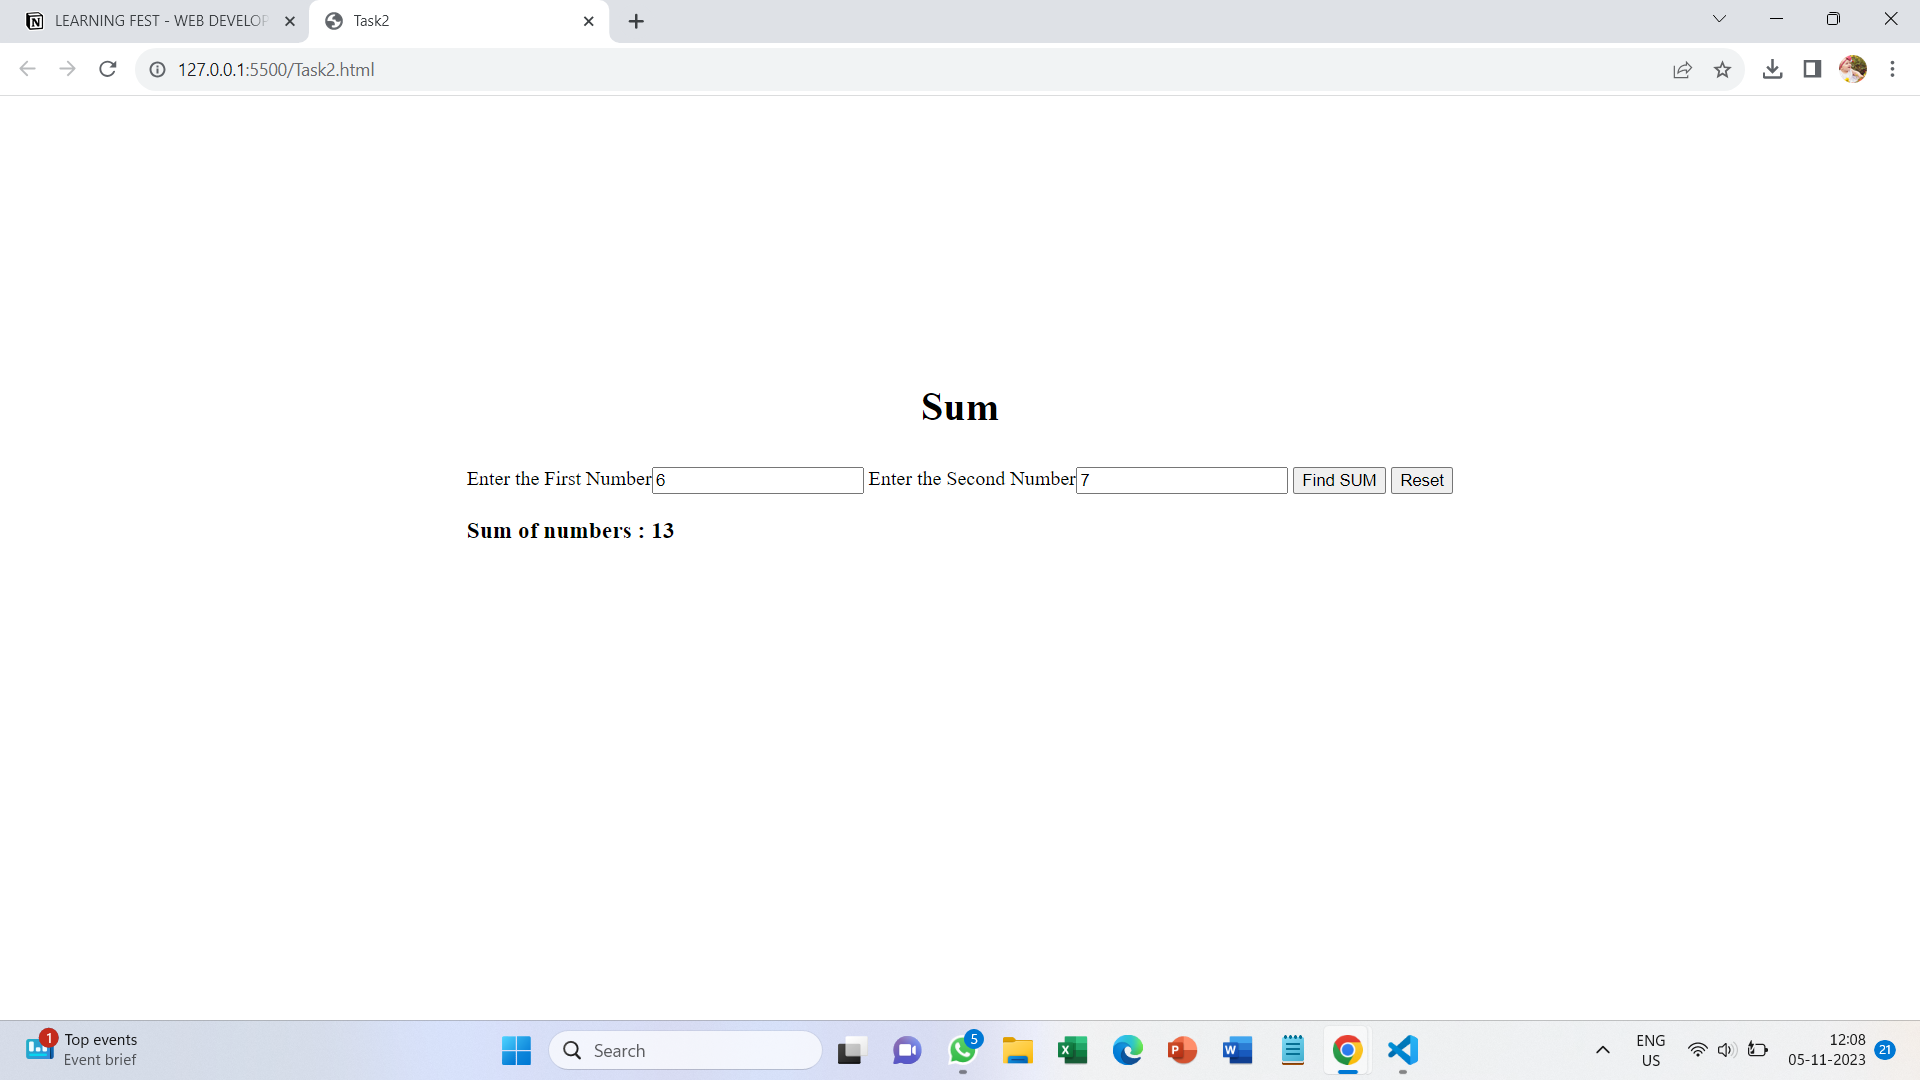 LEARNING FEST - WEB DEVELOP
Task2
127.0.0.1:5500/Task2.html
Sum
Enter the First Number 6 Enter the Second Number 7 Find SUM Reset
Sum of numbers : 13
1
Top events
Event brief
Search
5
ENG
US
12:08
05-11-2023
21